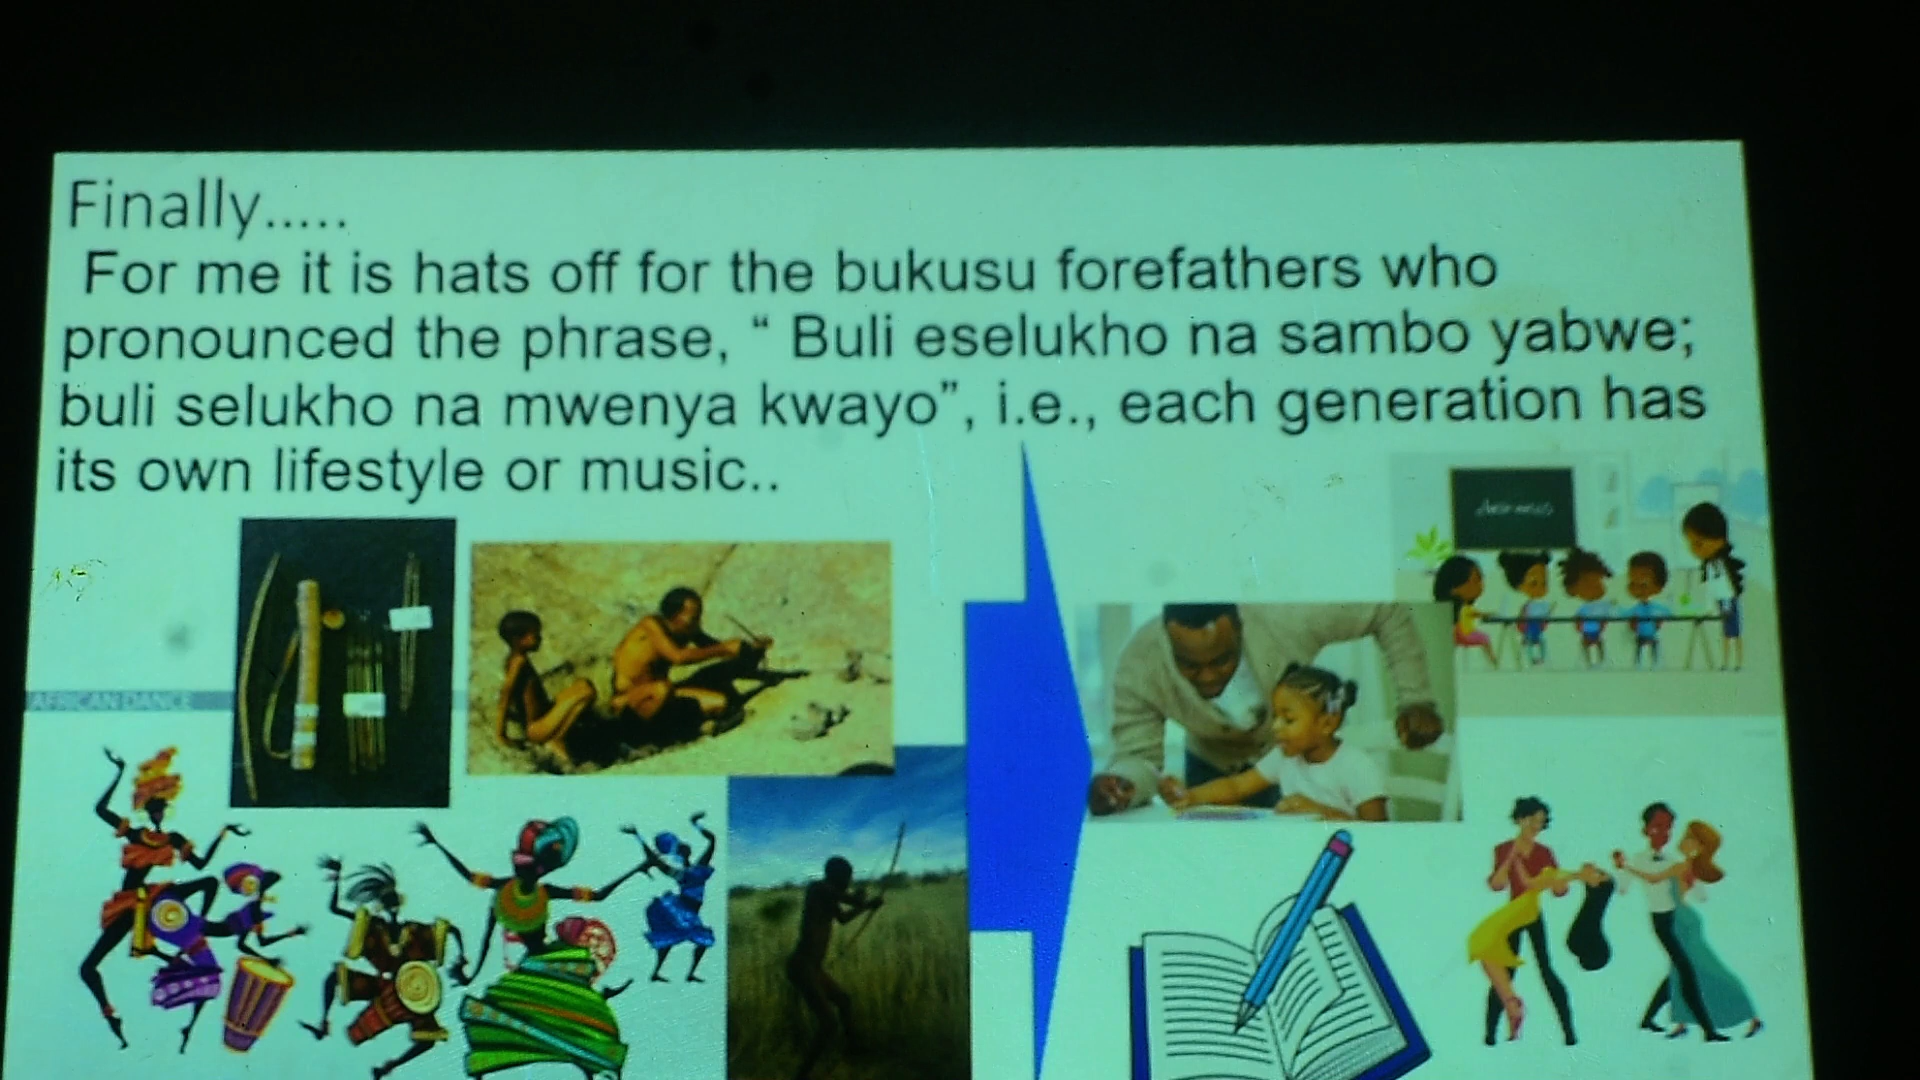 Finally.....
For me it is hats off for the bukusu forefathers who
pronounced the phrase, “ Buli eselukho na sambo yabwe;
buli selukho na mwenya kwayo”, i.e., each generation has
its own lifestyle or music..
AFRICAN DANCE